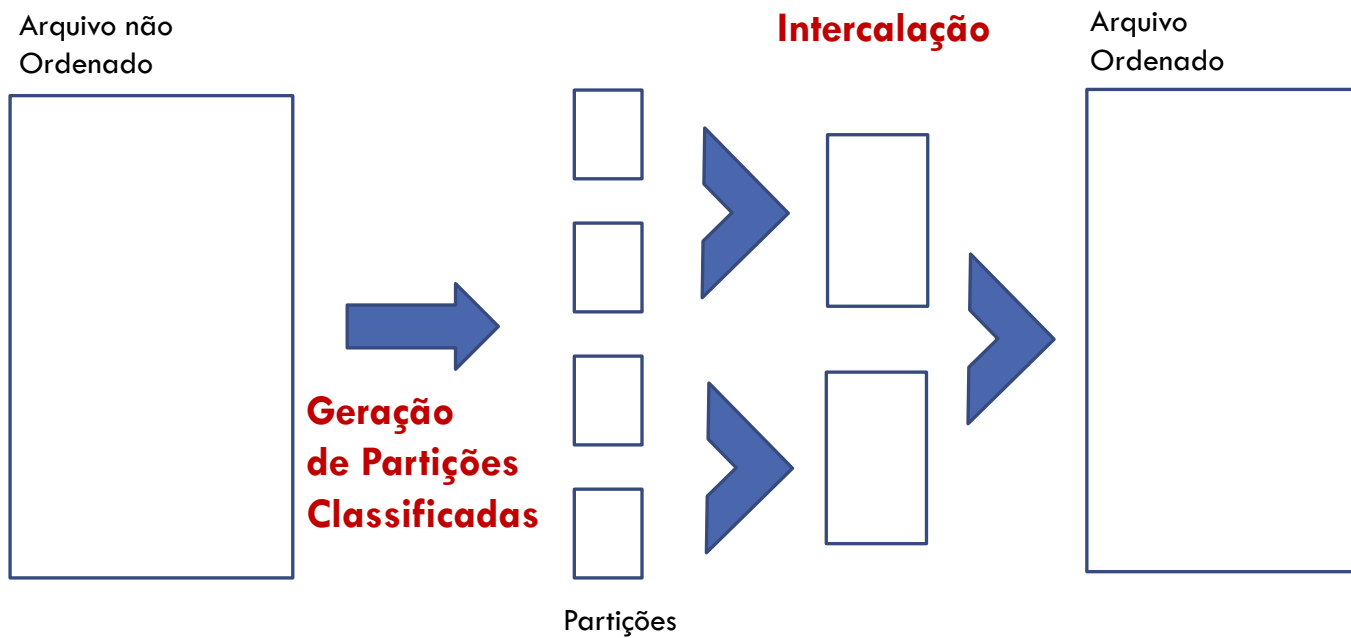 Arquivo não
Ordenado
Geração
de Partições
Classificadas
Partições
Intercalação
Arquivo
Ordenado